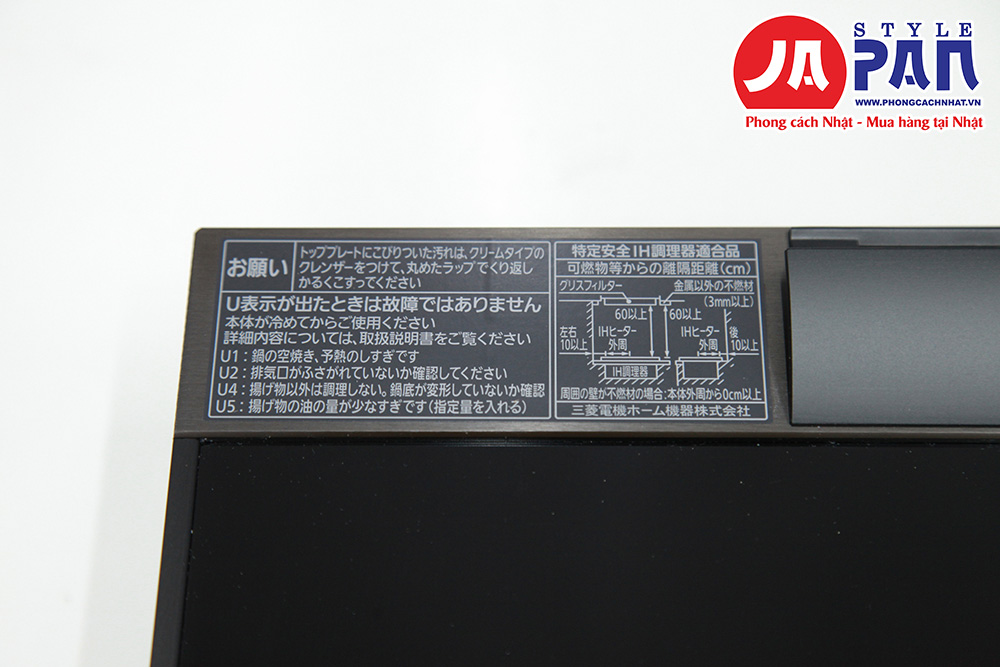 STYLE
JAPAN
WWW.PHONGCACHNHAT.VN
Phong cách Nhật - Mua hàng tại Nhật
お願い
トッププレートにこびりついた汚れは、クリームタイプの
クレンザーをつけて、丸めたラップでくり返し
かるくこすってください
U表示が出たときは故障ではありません
本体が冷めてからご使用ください
詳細内容については、取扱説明書をご覧ください
U1：鍋の空焼き、予熱のしすぎです
U2：排気口がふさがれていないか確認してください
U4：揚げ物以外は調理しない。鍋底が変形していないか確認
U5：揚げ物の油の量が少なすぎです（指定量を入れる）
特定安全IH調理器適合品
可燃物等からの離隔距離（cm）
グリスフィルター
金属以外の不燃材
（3mm以上）
60以上
60以上
左右
10以上
IHヒーター
外周
IHヒーター
外周
後
10以上
IH調理器
周囲の壁が不燃材の場合：本体外周から0cm以上
三菱電機ホーム機器株式会社